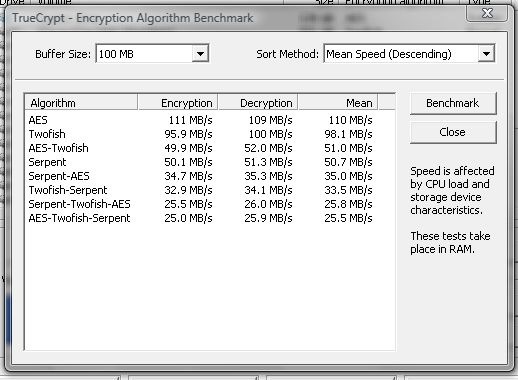 Drive Volume Size Encryption algorithm Type
TrueCrypt - Encryption Algorithm Benchmark
Buffer Size: 100 MB Sort Method: Mean Speed (Descending)
Algorithm Encryption Decryption Mean
AES 111 MB/s 109 MB/s 110 MB/s
Twofish 95.9 MB/s 100 MB/s 98.1 MB/s
AES-Twofish 49.9 MB/s 52.0 MB/s 51.0 MB/s
Serpent 50.1 MB/s 51.3 MB/s 50.7 MB/s
Serpent-AES 34.7 MB/s 35.3 MB/s 35.0 MB/s
Twofish-Serpent 32.9 MB/s 34.1 MB/s 33.5 MB/s
Serpent-Twofish-AES 25.5 MB/s 26.0 MB/s 25.8 MB/s
AES-Twofish-Serpent 25.0 MB/s 25.9 MB/s 25.5 MB/s
Benchmark
Close
Speed is affected
by CPU load and
storage device
characteristics.
These tests take
place in RAM.